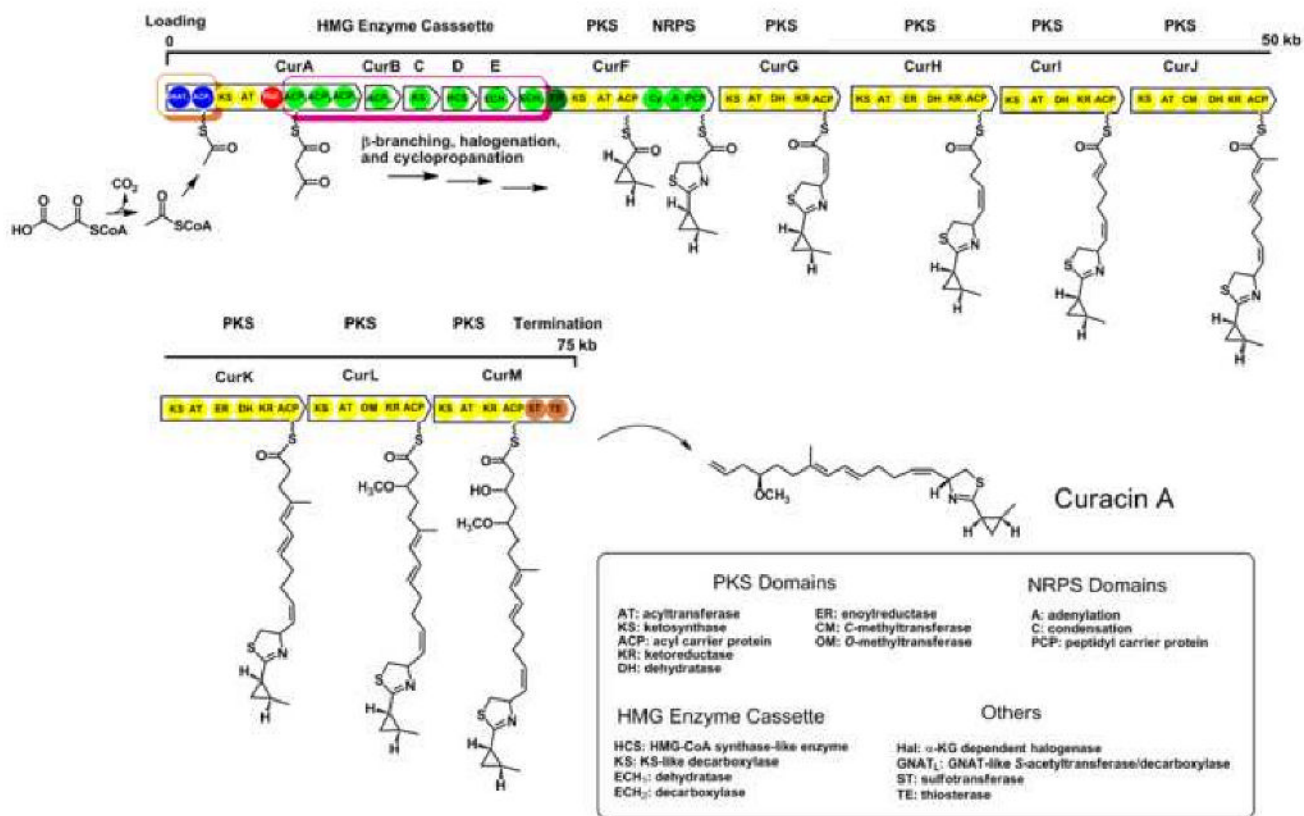 Loading HMG Enzyme Casssette PKS NRPS PKS PKS PKS PKS
0 50 kb
CurA CurB C D E CurF CurG CurH CurI CurJ
GNATL ACPL KS AT Hal ACP ACP ACP ACP KS HCS ECH1 ECH2 ER KS AT ACP Cy A PCP KS AT DH KR ACP KS AT ER DH KR ACP KS AT DH KR ACP KS AT CM DH KR ACP
β-branching, halogenation,
and cyclopropanation
CO2
HO O O SCoA O SCoA
S O
S O O
S O H H
S O S N H H
S O S N H H
S O S N H H
S O S N H H
S O S N H H
PKS PKS PKS Termination
75 kb
CurK CurL CurM
KS AT ER DH KR ACP KS AT OM KR ACP KS AT KR ACP ST TE
S O S N H H
S O H3CO S N H H
S O HO H3CO S N H H
OCH3 H S N H H
Curacin A
PKS Domains
AT: acyltransferase
KS: ketosynthase
ACP: acyl carrier protein
KR: ketoreductase
DH: dehydratase
ER: enoylreductase
CM: C-methyltransferase
OM: O-methyltransferase
NRPS Domains
A: adenylation
C: condensation
PCP: peptidyl carrier protein
HMG Enzyme Cassette
HCS: HMG-CoA synthase-like enzyme
KS: KS-like decarboxylase
ECH1: dehydratase
ECH2: decarboxylase
Others
Hal: α-KG dependent halogenase
GNATL: GNAT-like S-acetyltransferase/decarboxylase
ST: sulfotransferase
TE: thiosterase